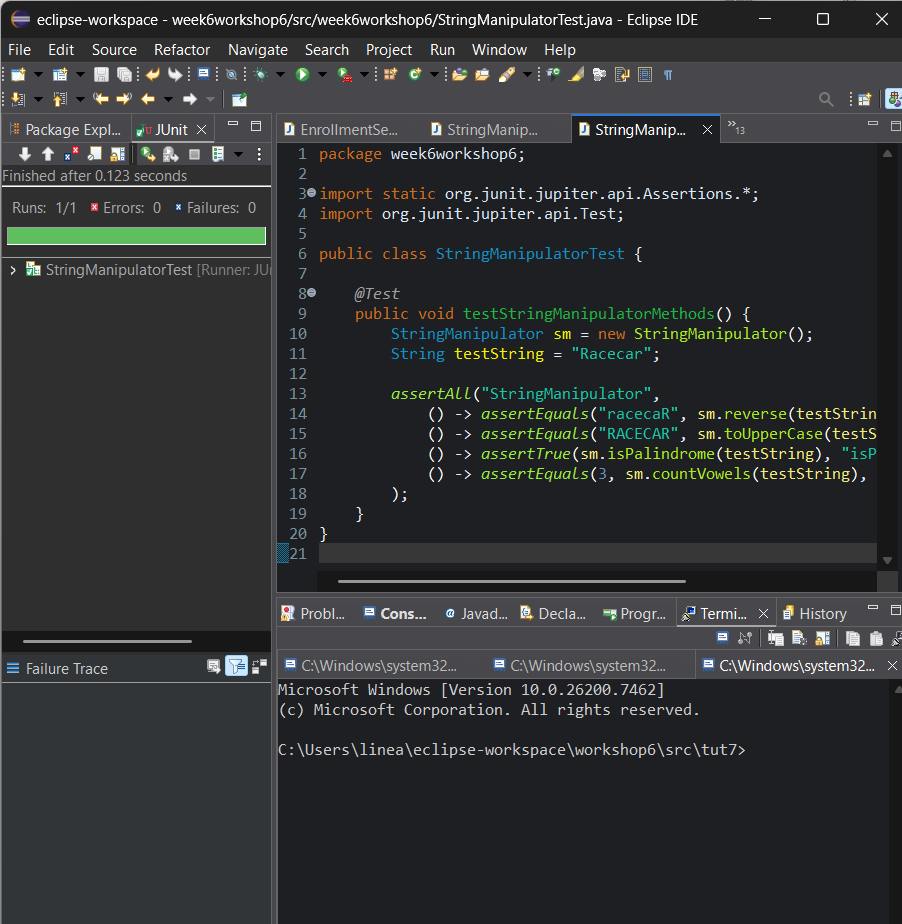 eclipse-workspace - week6workshop6/src/week6workshop6/StringManipulatorTest.java - Eclipse IDE
File Edit Source Refactor Navigate Search Project Run Window Help
Package Expl... JUnit
Finished after 0.123 seconds
Runs: 1/1 Errors: 0 Failures: 0
StringManipulatorTest [Runner: JU
Failure Trace
EnrollmentSe... StringManip... StringManip... »13
1 package week6workshop6;
2
3 import static org.junit.jupiter.api.Assertions.*;
4 import org.junit.jupiter.api.Test;
5
6 public class StringManipulatorTest {
7
8     @Test
9     public void testStringManipulatorMethods() {
10         StringManipulator sm = new StringManipulator();
11         String testString = "Racecar";
12
13         assertAll("StringManipulator",
14             () -> assertEquals("racecaR", sm.reverse(testStrin
15             () -> assertEquals("RACECAR", sm.toUpperCase(testS
16             () -> assertTrue(sm.isPalindrome(testString), "isP
17             () -> assertEquals(3, sm.countVowels(testString),
18         );
19     }
20 }
21
Probl... Cons... Javad... Decla... Progr... Termi... History
C:\Windows\system32... C:\Windows\system32... C:\Windows\system32...
Microsoft Windows [Version 10.0.26200.7462]
(c) Microsoft Corporation. All rights reserved.
C:\Users\linea\eclipse-workspace\workshop6\src\tut7>